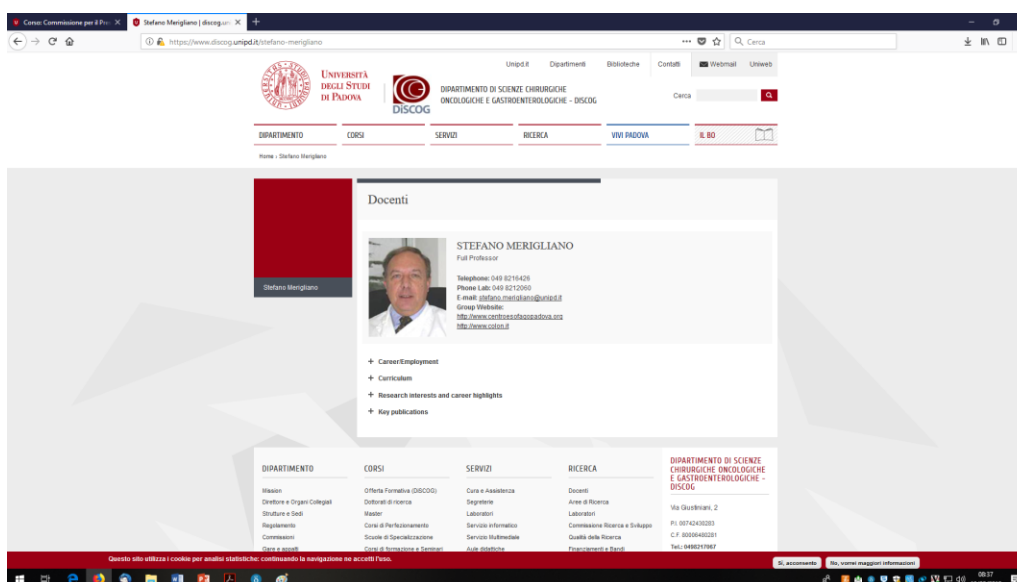 Corso: Commissione per il Pre
Stefano Merigliano | discog.un
https://www.discog.unipd.it/stefano-merigliano
Cerca
Unipd.it Dipartimenti Biblioteche Contatti Webmail Uniweb
UNIVERSITÀ
DEGLI STUDI
DI PADOVA
DiSCOG
DIPARTIMENTO DI SCIENZE CHIRURGICHE
ONCOLOGICHE E GASTROENTEROLOGICHE - DISCOG
Cerca
DIPARTIMENTO CORSI SERVIZI RICERCA VIVI PADOVA IL BO
Home › Stefano Merigliano
Stefano Merigliano
Docenti
STEFANO MERIGLIANO
Full Professor
Telephone: 049 8216426
Phone Lab: 049 8212060
E-mail: stefano.merigliano@unipd.it
Group Website:
http://www.centroesofagopadova.org
http://www.colon.it
+ Career/Employment
+ Curriculum
+ Research interests and career highlights
+ Key publications
DIPARTIMENTO
Mission
Direttore e Organi Collegiali
Strutture e Sedi
Regolamento
Commissioni
Gare e appalti
CORSI
Offerta Formativa (DISCOG)
Dottorati di ricerca
Master
Corsi di Perfezionamento
Scuole di Specializzazione
Corsi di formazione e Seminari
SERVIZI
Cura e Assistenza
Segreterie
Laboratori
Servizio informatico
Servizio Multimediale
Aule didattiche
RICERCA
Docenti
Aree di Ricerca
Laboratori
Commissione Ricerca e Sviluppo
Qualità della Ricerca
Finanziamenti e Bandi
DIPARTIMENTO DI SCIENZE
CHIRURGICHE ONCOLOGICHE
E GASTROENTEROLOGICHE -
DISCOG
Via Giustiniani, 2
P.I. 00742430283
C.F. 80006480281
Tel.: 0498217067
Questo sito utilizza i cookie per analisi statistiche: continuando la navigazione ne accetti l'uso.
Sì, acconsento No, vorrei maggiori informazioni
08:37